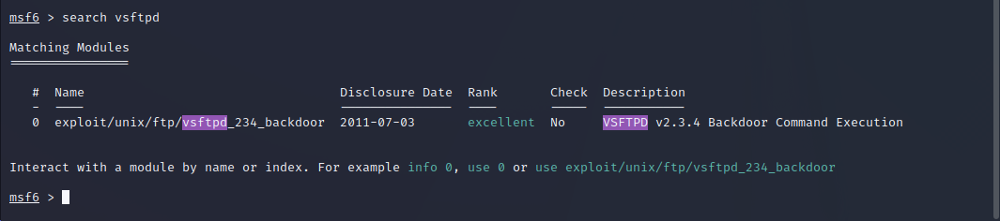 msf6 > search vsftpd
Matching Modules
================
# Name Disclosure Date Rank Check Description
- ---- --------------- ---- ----- -----------
0 exploit/unix/ftp/vsftpd_234_backdoor 2011-07-03 excellent No VSFTPD v2.3.4 Backdoor Command Execution
Interact with a module by name or index. For example info 0, use 0 or use exploit/unix/ftp/vsftpd_234_backdoor
msf6 >